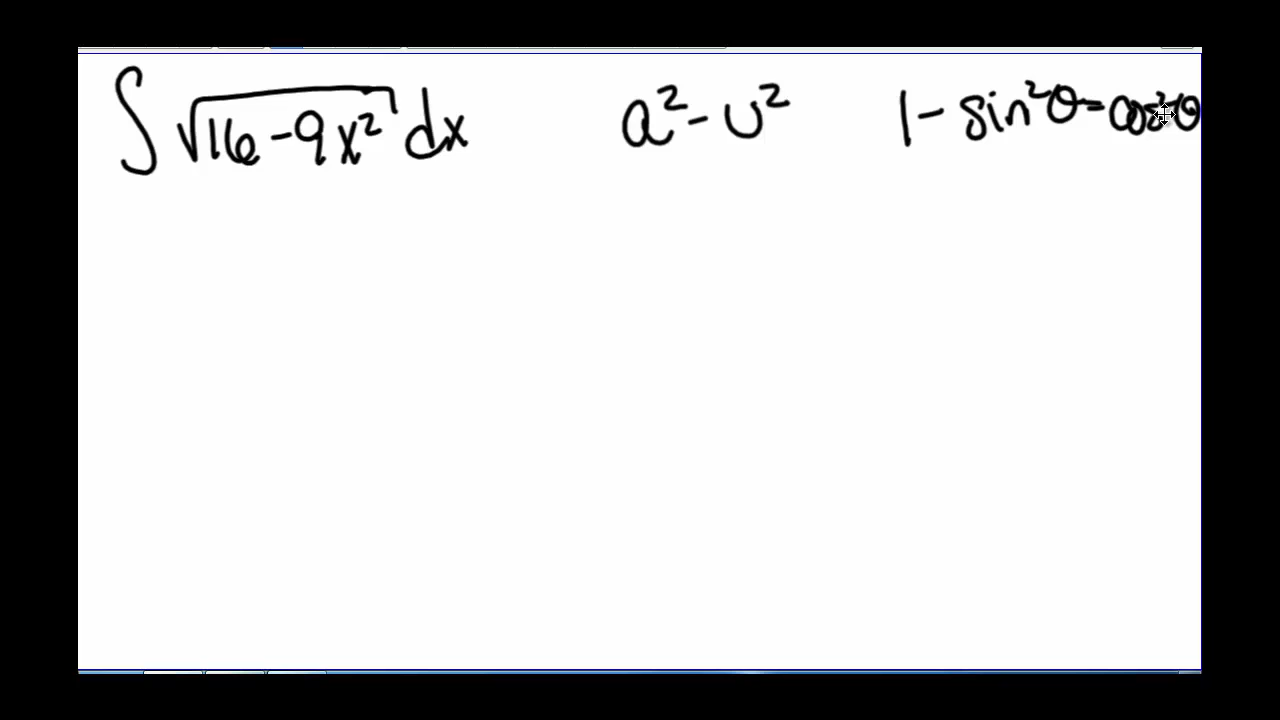 ∫ √16 - 9x² dx a² - u² 1 - sin²θ = cos²θ